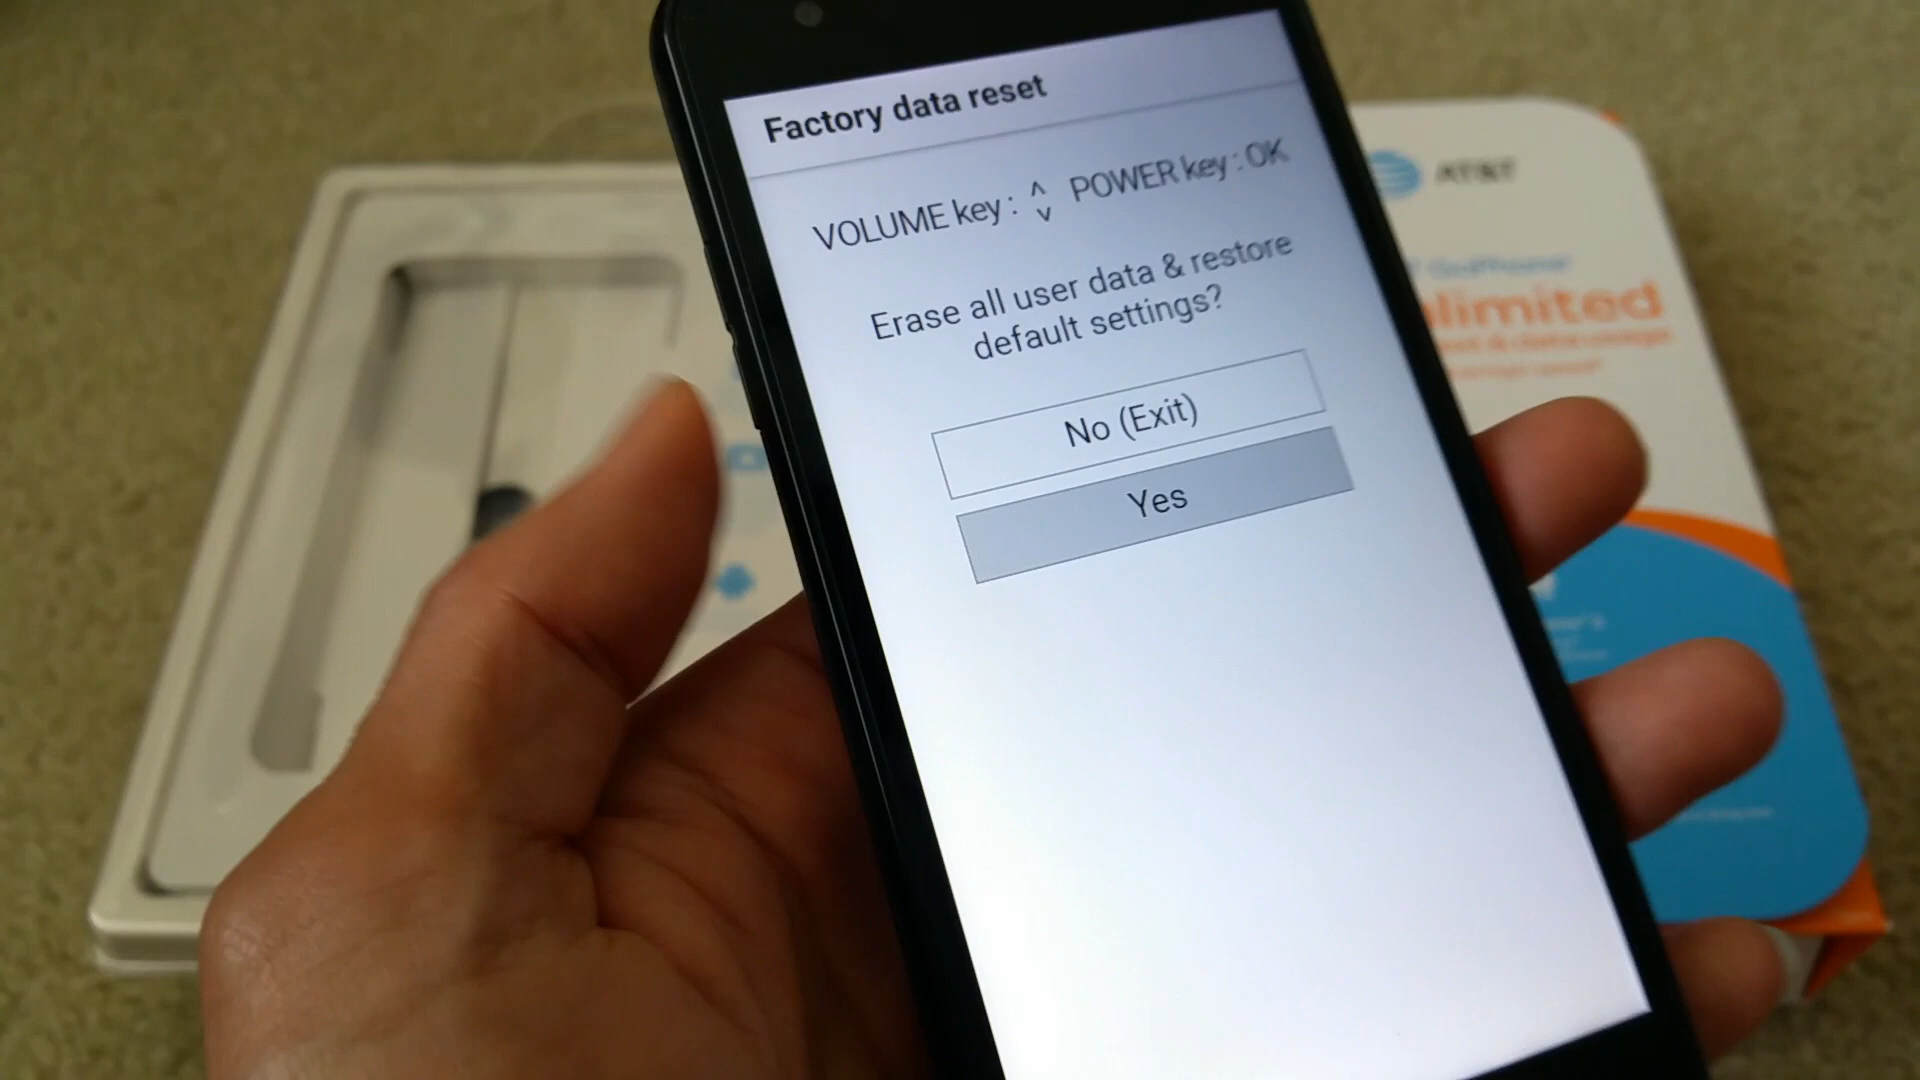 Factory data reset
VOLUME key : ^ v POWER key : OK
Erase all user data & restore
default settings?
No (Exit)
Yes
AT&T
GoPhone
limited